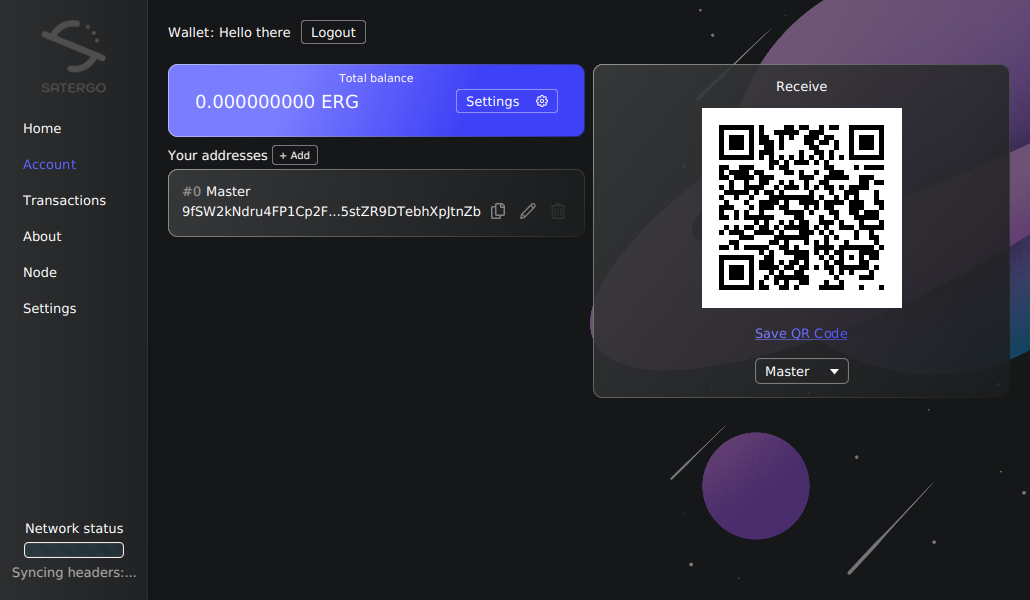 SATERGO
Home
Account
Transactions
About
Node
Settings
Network status
Syncing headers:...
Wallet: Hello there
Logout
Total balance
0.000000000 ERG
Settings
Your addresses
+ Add
#0 Master
9fSW2kNdru4FP1Cp2F...5stZR9DTebhXpJtnZb
Receive
Save QR Code
Master